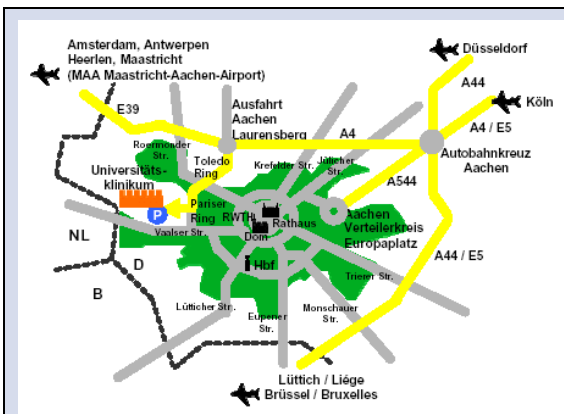 Amsterdam, Antwerpen
Heerlen, Maastricht
(MAA Maastricht-Aachen-Airport)
Düsseldorf
A44
Köln
E39
Ausfahrt
Aachen
Laurensberg
A4
A4 / E5
Roermonder
Str.
Toledo
Ring
Krefelder Str.
Jülicher
Str.
Autobahnkreuz
Aachen
Universitäts-
klinikum
A544
P
Pariser
Ring
RWTH
Rathaus
Aachen
Verteilerkreis
Europaplatz
NL
Vaalser Str.
Dom
A44 / E5
D
i
Hbf
Trierer Str.
B
Lütticher Str.
Eupener
Str.
Monschauer
Str.
Lüttich / Liége
Brüssel / Bruxelles